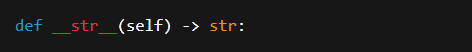 def __str__(self) -> str: